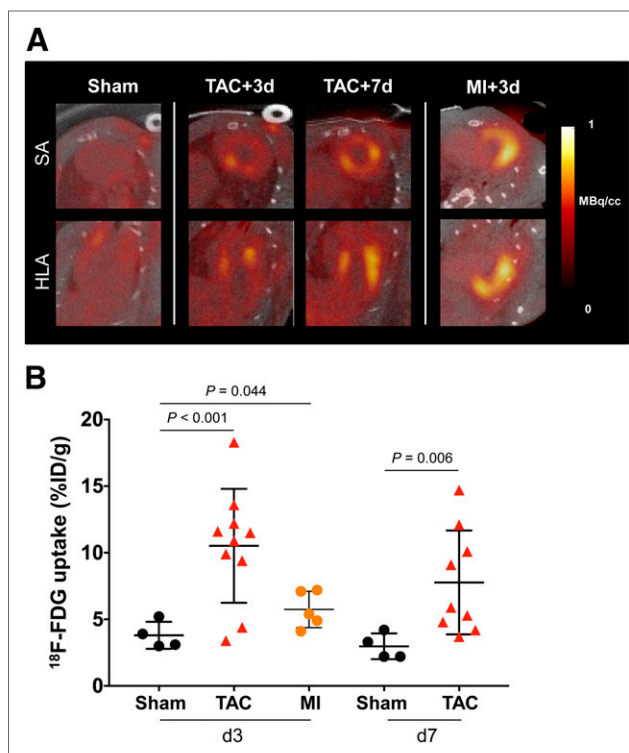 A
Sham TAC+3d TAC+7d MI+3d
SA
HLA
1
MBq/cc
0
B
P = 0.044
P < 0.001
P = 0.006
¹⁸F-FDG uptake (%ID/g)
20
15
10
5
0
Sham TAC MI Sham TAC
d3 d7